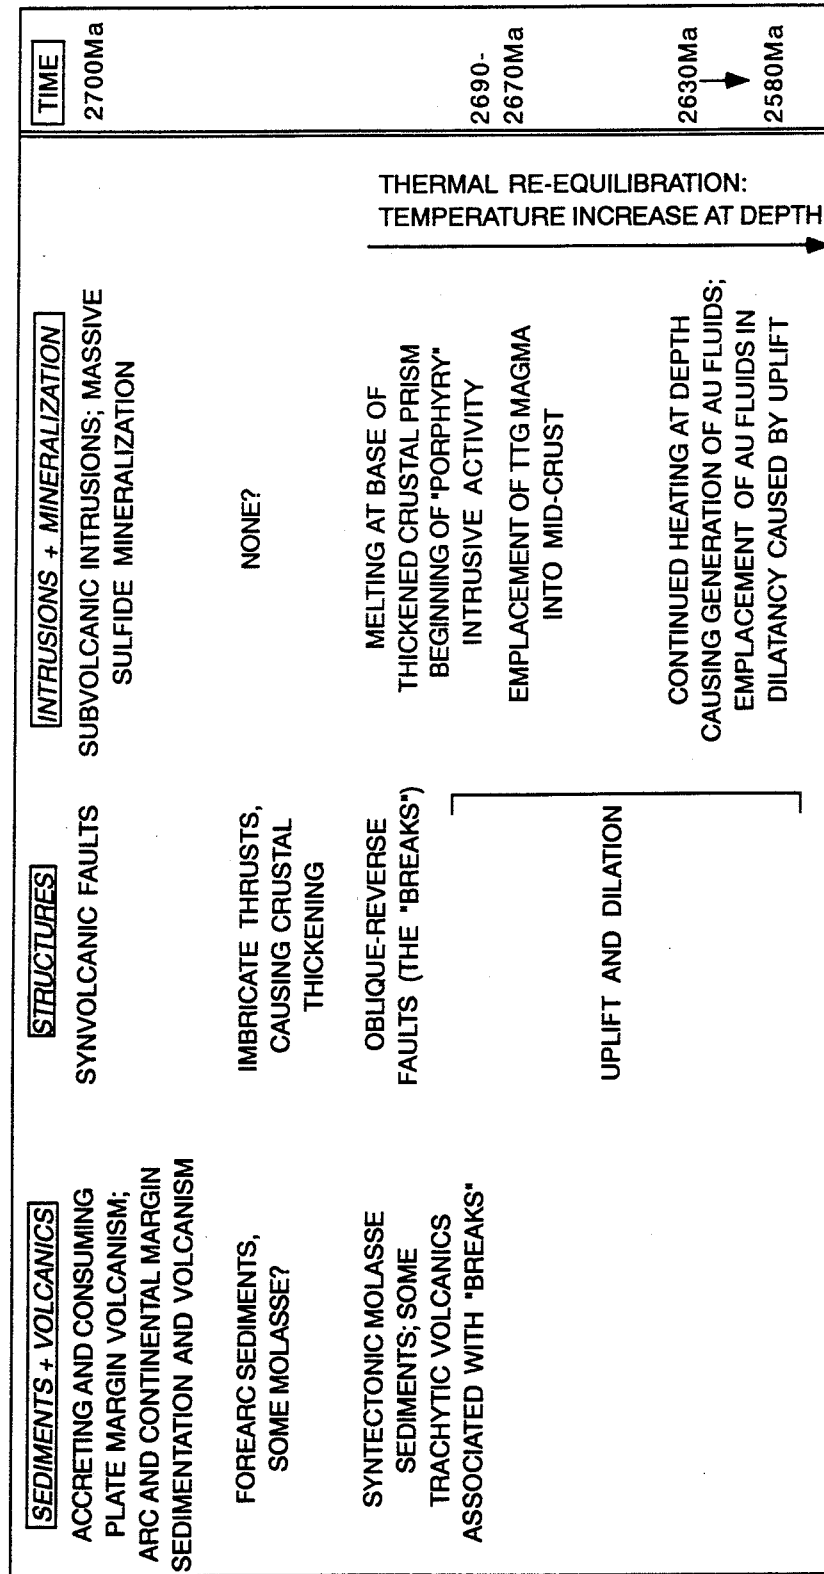 SEDIMENTS + VOLCANICS
STRUCTURES
INTRUSIONS + MINERALIZATION
TIME
ACCRETING AND CONSUMING
PLATE MARGIN VOLCANISM;
ARC AND CONTINENTAL MARGIN
SEDIMENTATION AND VOLCANISM
SYNVOLCANIC FAULTS
SUBVOLCANIC INTRUSIONS; MASSIVE
SULFIDE MINERALIZATION
2700Ma
FOREARC SEDIMENTS,
SOME MOLASSE?
IMBRICATE THRUSTS,
CAUSING CRUSTAL
THICKENING
NONE?
SYNTECTONIC MOLASSE
SEDIMENTS; SOME
TRACHYTIC VOLCANICS
ASSOCIATED WITH "BREAKS"
OBLIQUE-REVERSE
FAULTS (THE "BREAKS")
MELTING AT BASE OF
THICKENED CRUSTAL PRISM
BEGINNING OF "PORPHYRY"
INTRUSIVE ACTIVITY
THERMAL RE-EQUILIBRATION:
TEMPERATURE INCREASE AT DEPTH
2690-
2670Ma
EMPLACEMENT OF TTG MAGMA
INTO MID-CRUST
UPLIFT AND DILATION
CONTINUED HEATING AT DEPTH
CAUSING GENERATION OF AU FLUIDS;
EMPLACEMENT OF AU FLUIDS IN
DILATANCY CAUSED BY UPLIFT
2630Ma
2580Ma